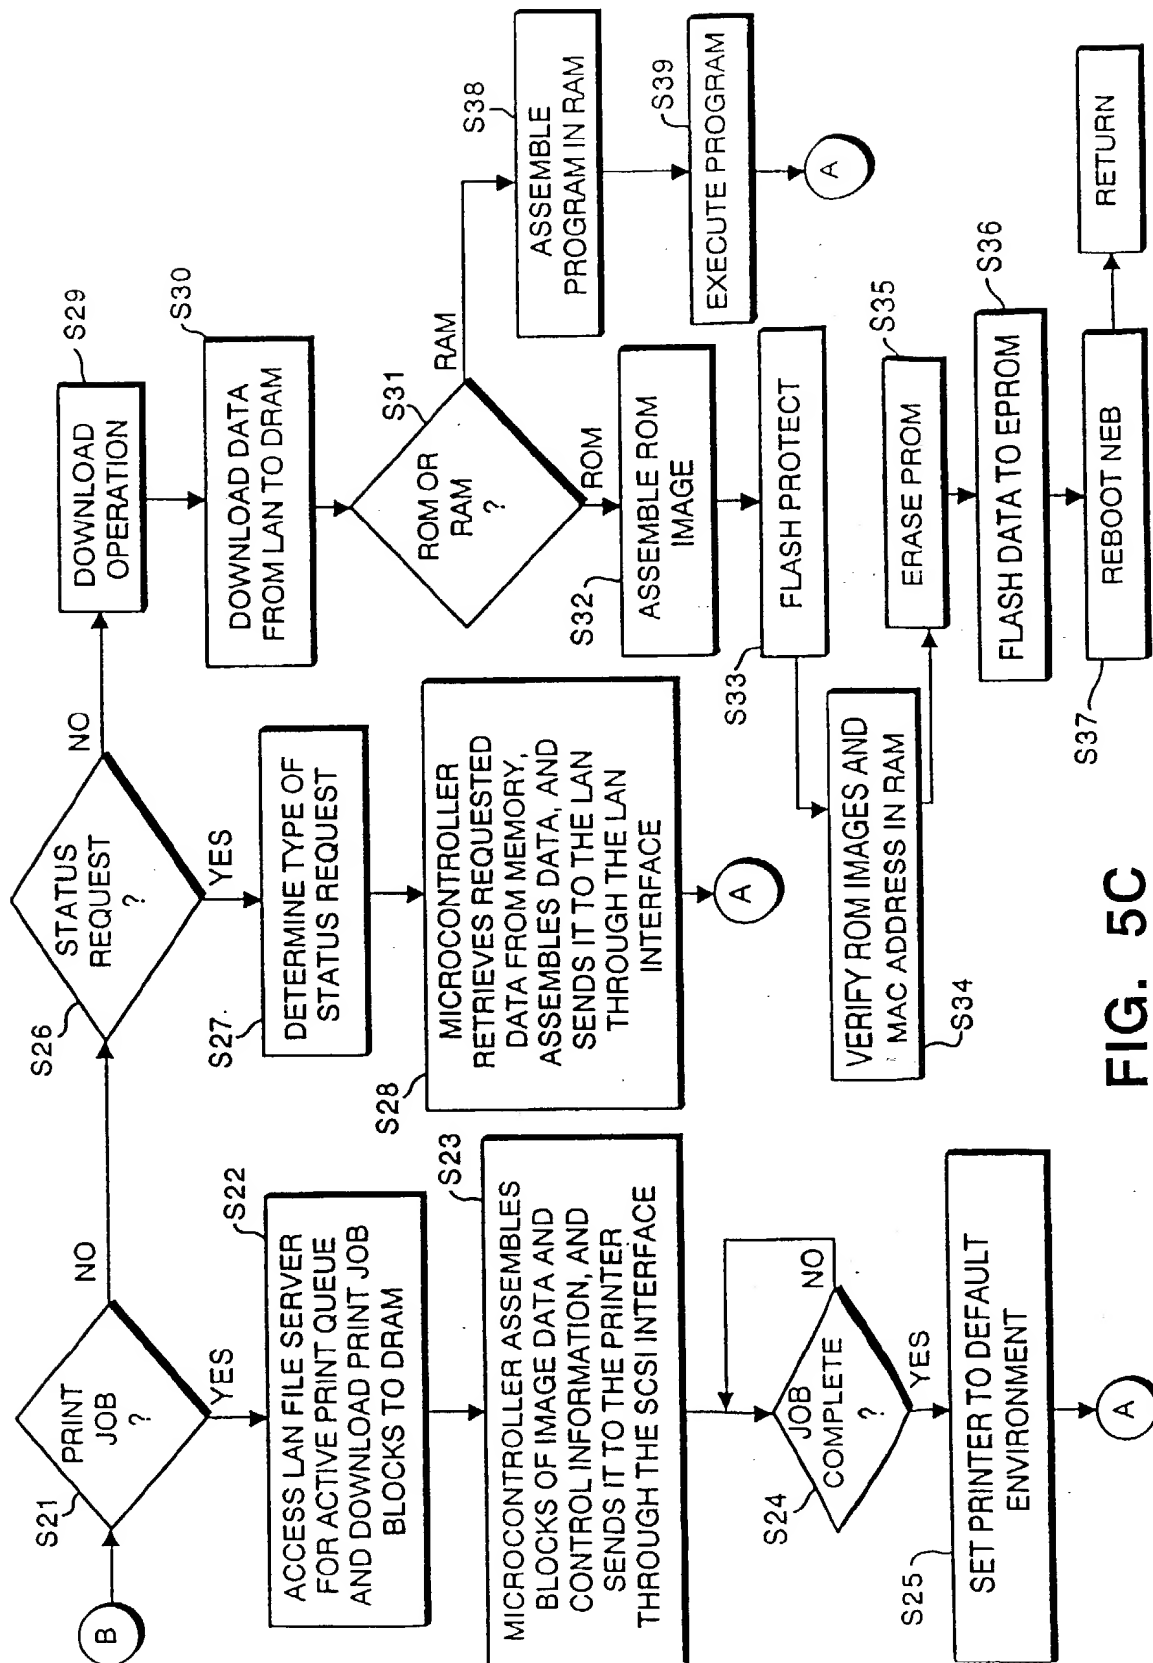 B
S21
PRINT
JOB
?
NO
YES
S22
ACCESS LAN FILE SERVER
FOR ACTIVE PRINT QUEUE
AND DOWNLOAD PRINT JOB
BLOCKS TO DRAM
S23
MICROCONTROLLER ASSEMBLES
BLOCKS OF IMAGE DATA AND
CONTROL INFORMATION, AND
SENDS IT TO THE PRINTER
THROUGH THE SCSI INTERFACE
S24
JOB
COMPLETE
?
NO
YES
S25
SET PRINTER TO DEFAULT
ENVIRONMENT
A
S26
STATUS
REQUEST
?
NO
YES
S27
DETERMINE TYPE OF
STATUS REQUEST
S28
MICROCONTROLLER
RETRIEVES REQUESTED
DATA FROM MEMORY,
ASSEMBLES DATA, AND
SENDS IT TO THE LAN
THROUGH THE LAN
INTERFACE
A
S29
DOWNLOAD
OPERATION
S30
DOWNLOAD DATA
FROM LAN TO DRAM
S31
ROM OR
RAM
?
RAM
ROM
S32
ASSEMBLE ROM
IMAGE
S33
FLASH PROTECT
S34
VERIFY ROM IMAGES AND
MAC ADDRESS IN RAM
S35
ERASE PROM
S36
FLASH DATA TO EPROM
S37
REBOOT NEB
RETURN
S38
ASSEMBLE
PROGRAM IN RAM
S39
EXECUTE PROGRAM
A
FIG. 5C